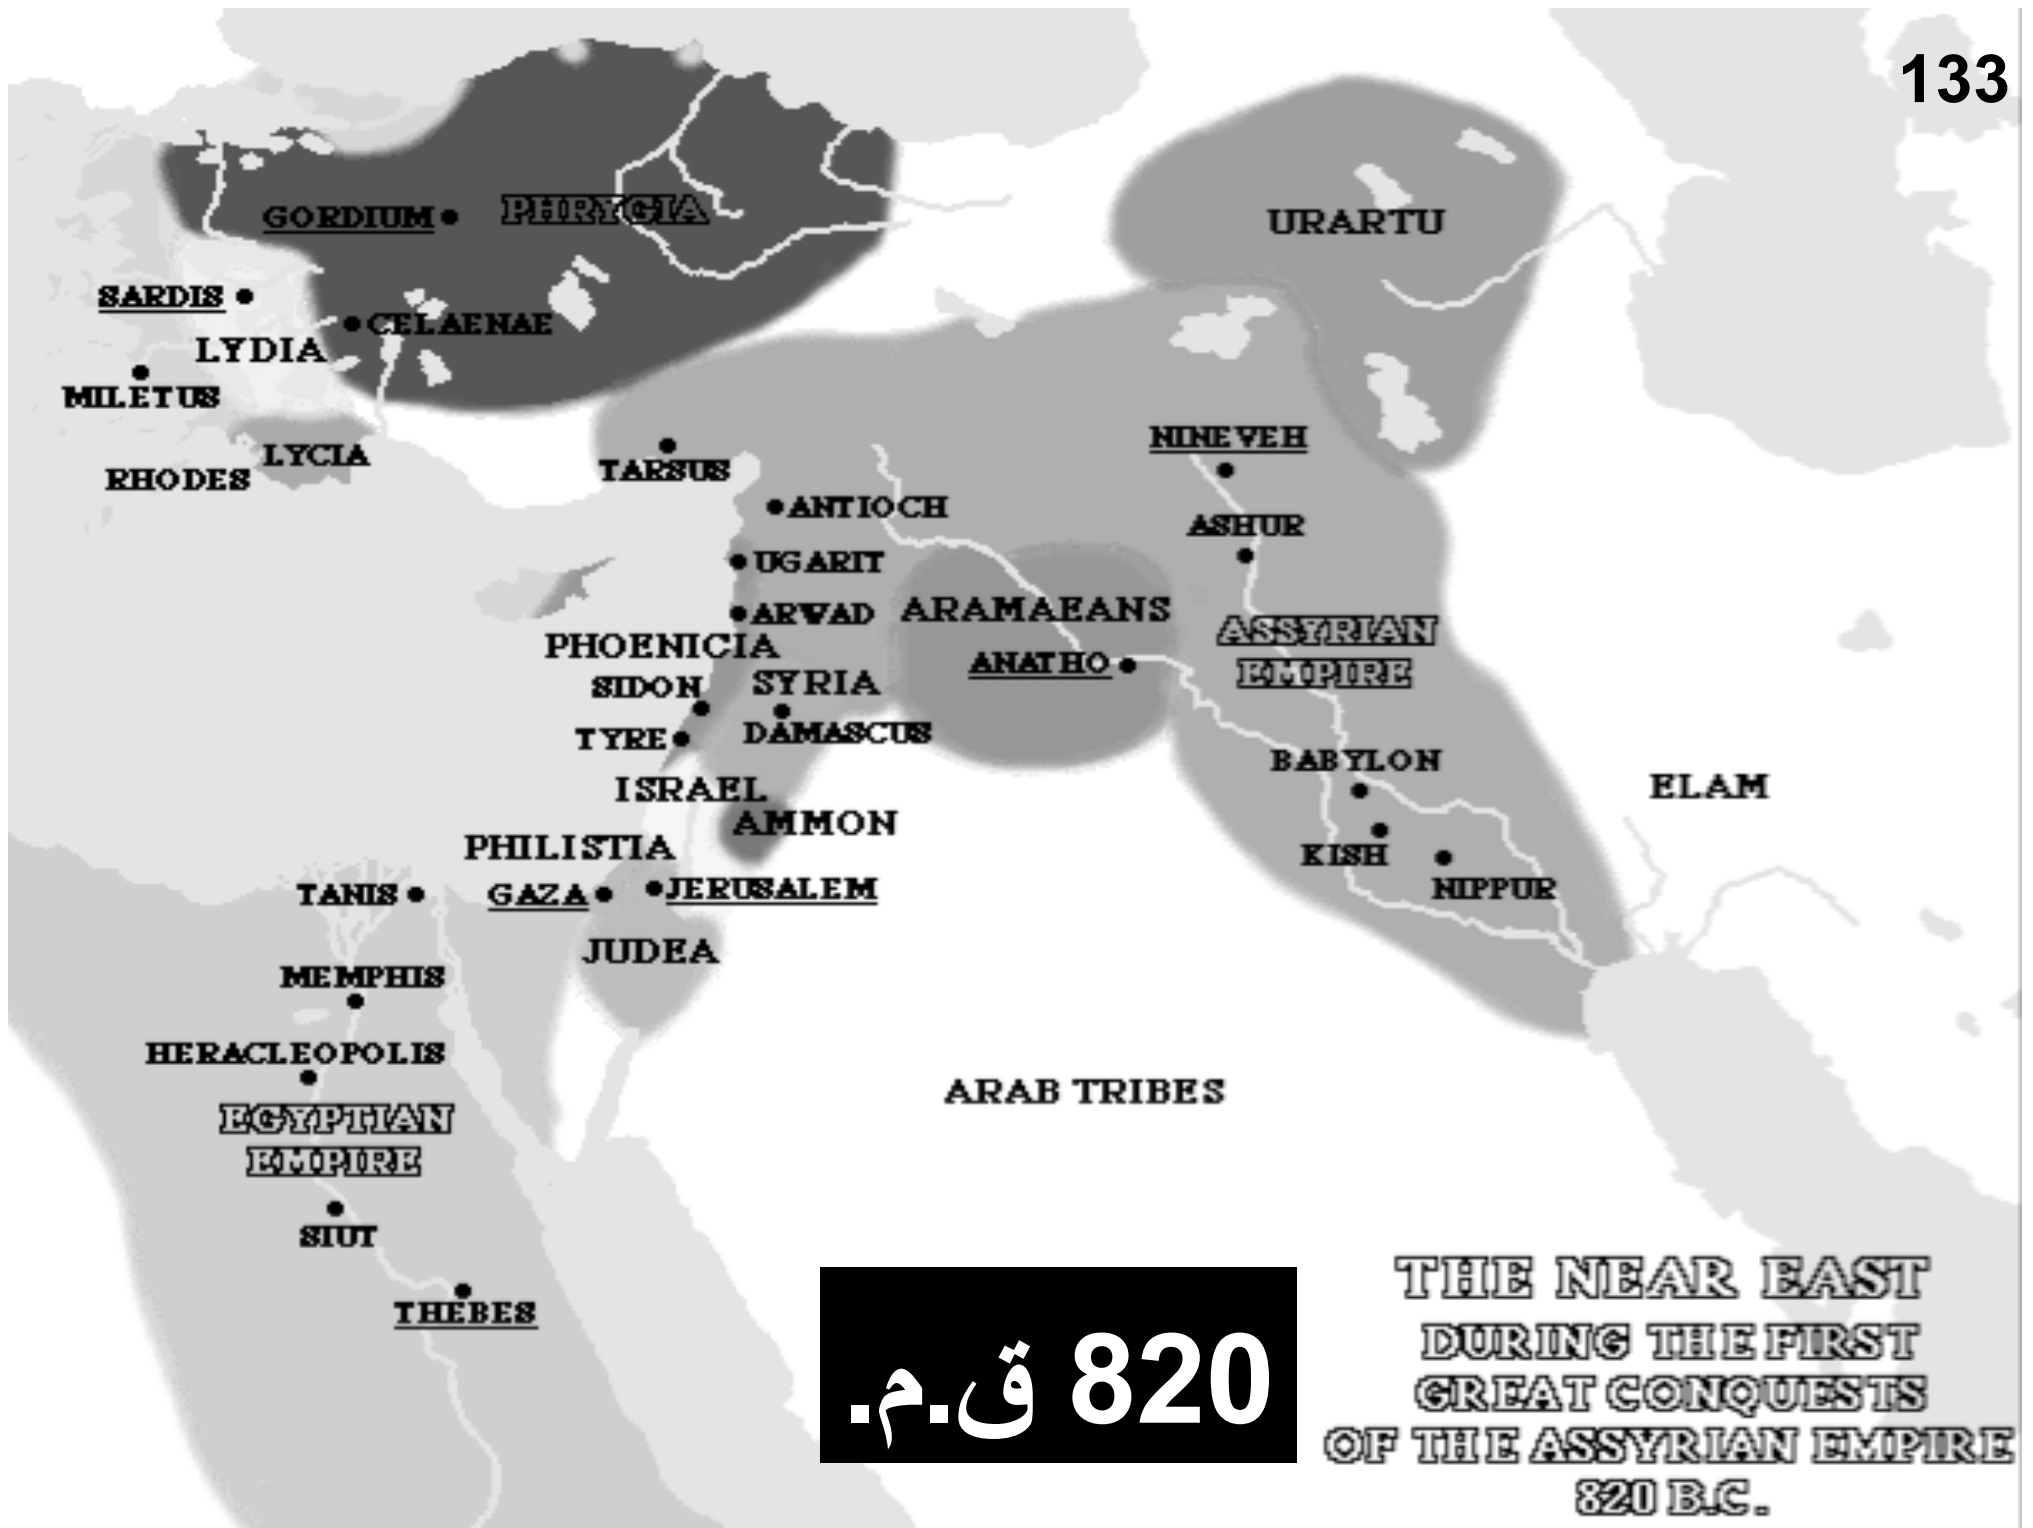 133
PHRYGIA
GORDIUM
URARTU
SARDIS
CELAENAE
LYDIA
MILETUS
LYCIA
RHODES
TARSUS
NINEVEH
ANTIOCH
ASHUR
UGARIT
ARWAD
ARAMAEANS
ASSYRIAN
EMPIRE
PHOENICIA
ANATHO
SIDON
SYRIA
TYRE
DAMASCUS
BABYLON
ELAM
ISRAEL
AMMON
PHILISTIA
KISH
NIPPUR
TANIS
GAZA
JERUSALEM
JUDEA
MEMPHIS
HERACLEOPOLIS
ARAB TRIBES
EGYPTIAN
EMPIRE
SIUT
THEBES
820 ق.م.
THE NEAR EAST
DURING THE FIRST
GREAT CONQUESTS
OF THE ASSYRIAN EMPIRE
820 B.C.